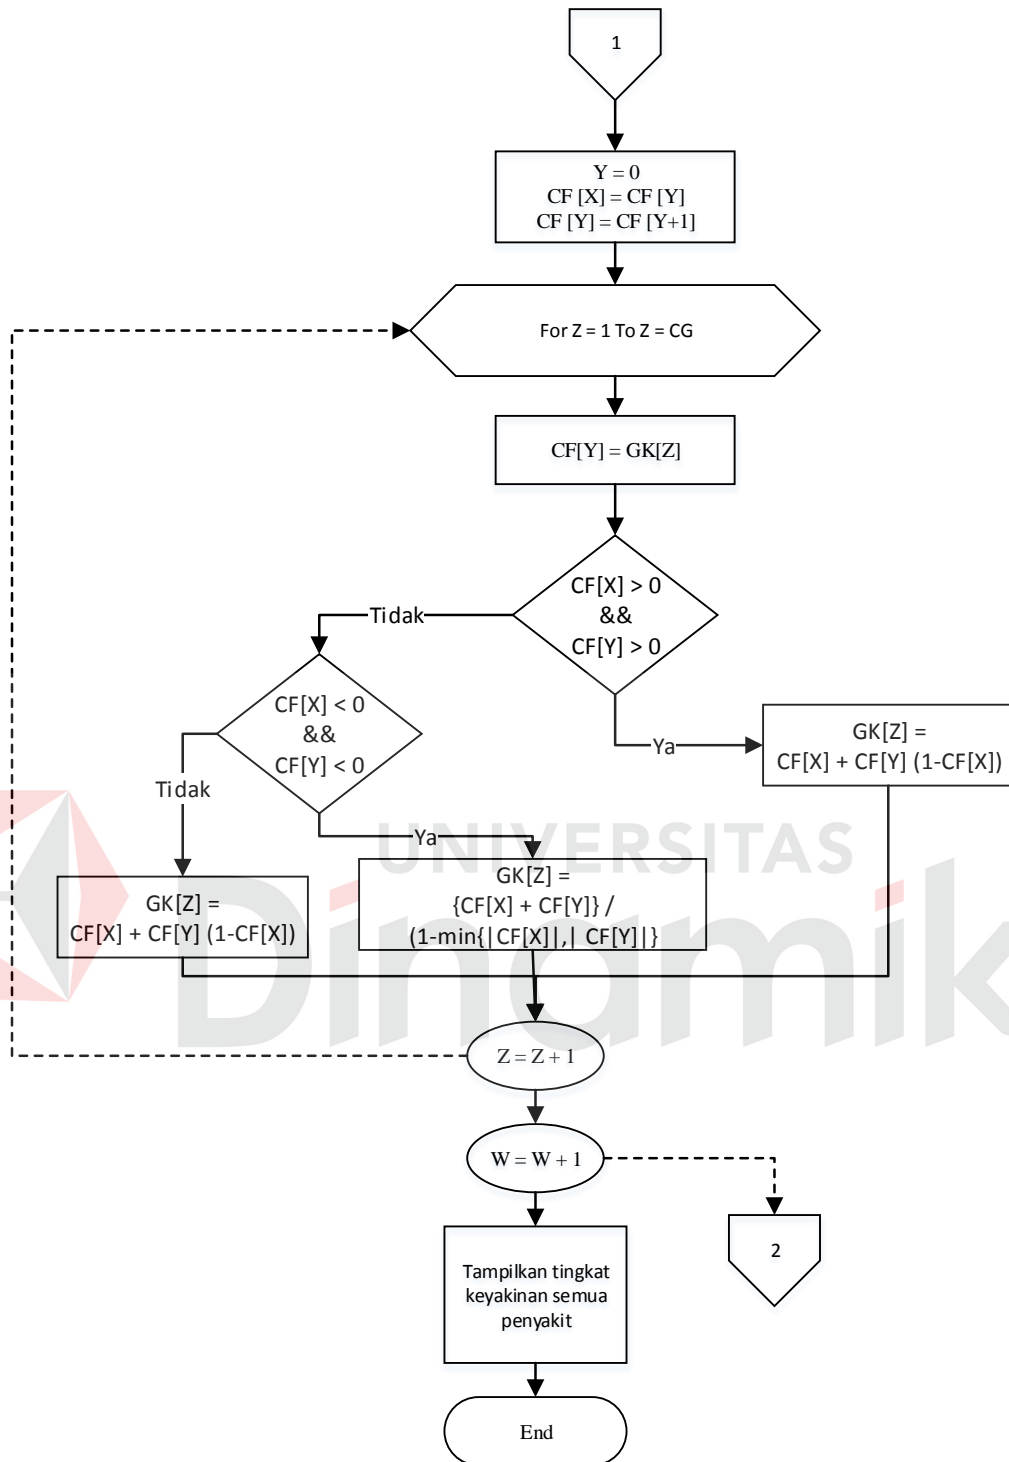 1
Y = 0
CF [X] = CF [Y]
CF [Y] = CF [Y+1]
For Z = 1 To Z = CG
CF[Y] = GK[Z]
CF[X] > 0
&&
CF[Y] > 0
Tidak
CF[X] < 0
&&
CF[Y] < 0
Ya
GK[Z] =
CF[X] + CF[Y] (1-CF[X])
Tidak
Ya
UNIVERSITAS
Dinamika
GK[Z] =
CF[X] + CF[Y] (1-CF[X])
GK[Z] =
{CF[X] + CF[Y]} /
(1-min{|CF[X]|,| CF[Y]|}
Z = Z + 1
W = W + 1
2
Tampilkan tingkat
keyakinan semua
penyakit
End